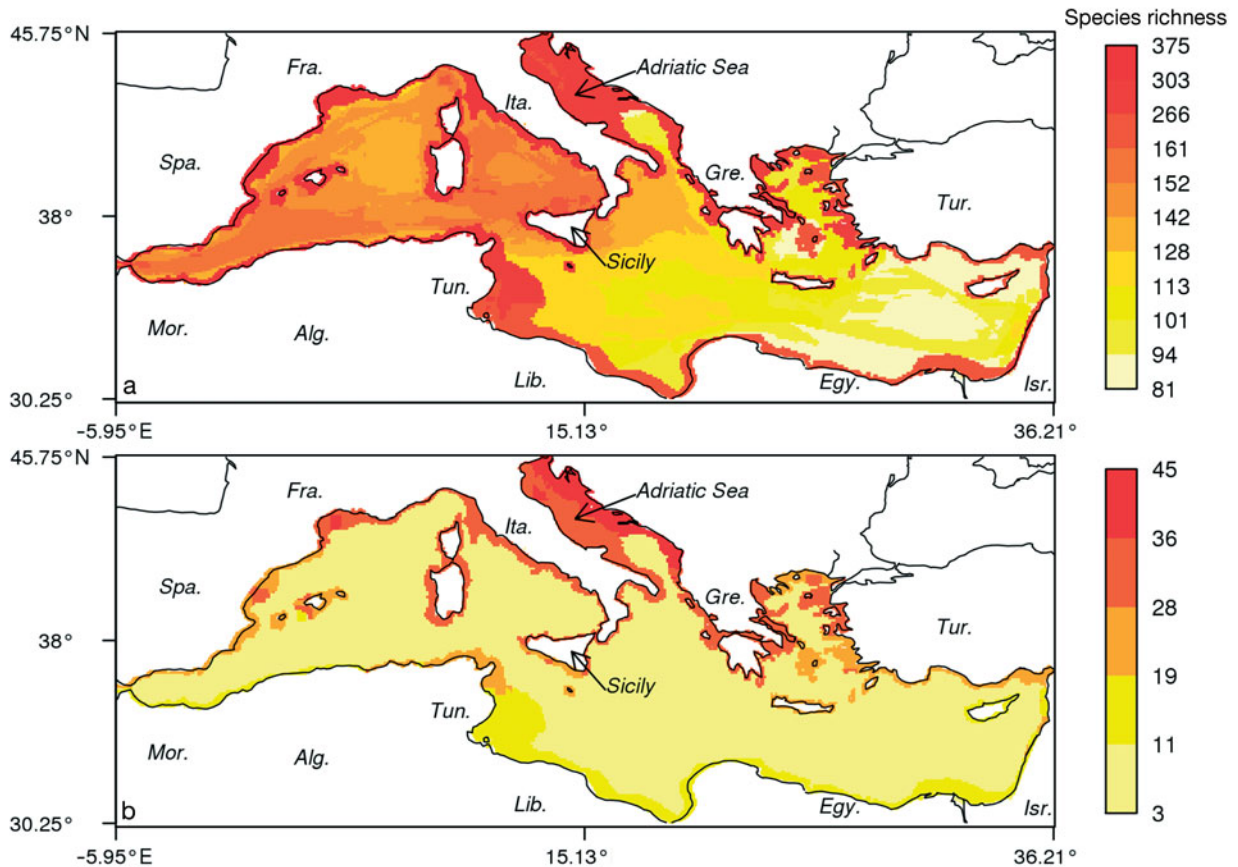 Species richness
45.75°N
375
303
266
161
152
142
128
113
101
94
81
Fra.
Adriatic Sea
Ita.
Spa.
Gre.
Tur.
38°
Sicily
Tun.
Mor.
Alg.
Lib.
Egy.
Isr.
a
30.25°
−5.95°E
15.13°
36.21°
45.75°N
45
36
28
19
11
3
Fra.
Adriatic Sea
Ita.
Spa.
Gre.
Tur.
38°
Sicily
Tun.
Mor.
Alg.
Lib.
Egy.
Isr.
b
30.25°
−5.95°E
15.13°
36.21°